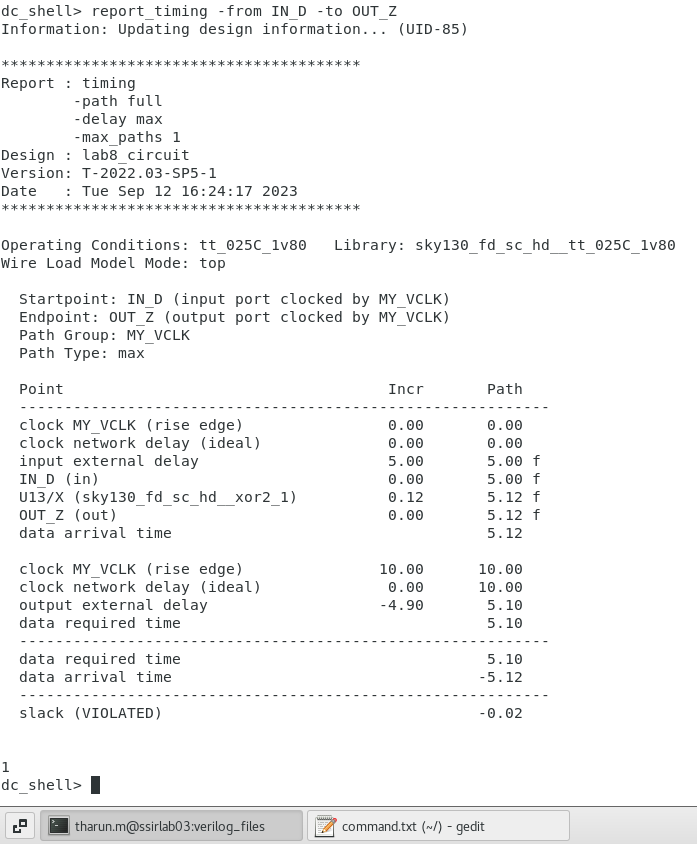 dc_shell> report_timing -from IN_D -to OUT_Z
Information: Updating design information... (UID-85)
****************************************
Report : timing
        -path full
        -delay max
        -max_paths 1
Design : lab8_circuit
Version: T-2022.03-SP5-1
Date   : Tue Sep 12 16:24:17 2023
****************************************
Operating Conditions: tt_025C_1v80   Library: sky130_fd_sc_hd__tt_025C_1v80
Wire Load Model Mode: top
  Startpoint: IN_D (input port clocked by MY_VCLK)
  Endpoint: OUT_Z (output port clocked by MY_VCLK)
  Path Group: MY_VCLK
  Path Type: max
  Point                                    Incr       Path
  -----------------------------------------------------------
  clock MY_VCLK (rise edge)                0.00       0.00
  clock network delay (ideal)              0.00       0.00
  input external delay                     5.00       5.00 f
  IN_D (in)                                0.00       5.00 f
  U13/X (sky130_fd_sc_hd__xor2_1)          0.12       5.12 f
  OUT_Z (out)                              0.00       5.12 f
  data arrival time                                   5.12
  clock MY_VCLK (rise edge)               10.00      10.00
  clock network delay (ideal)              0.00      10.00
  output external delay                   -4.90       5.10
  data required time                                  5.10
  -----------------------------------------------------------
  data required time                                  5.10
  data arrival time                                  -5.12
  -----------------------------------------------------------
  slack (VIOLATED)                                   -0.02
1
dc_shell>
tharun.m@ssirlab03:verilog_files
command.txt (~/) - gedit